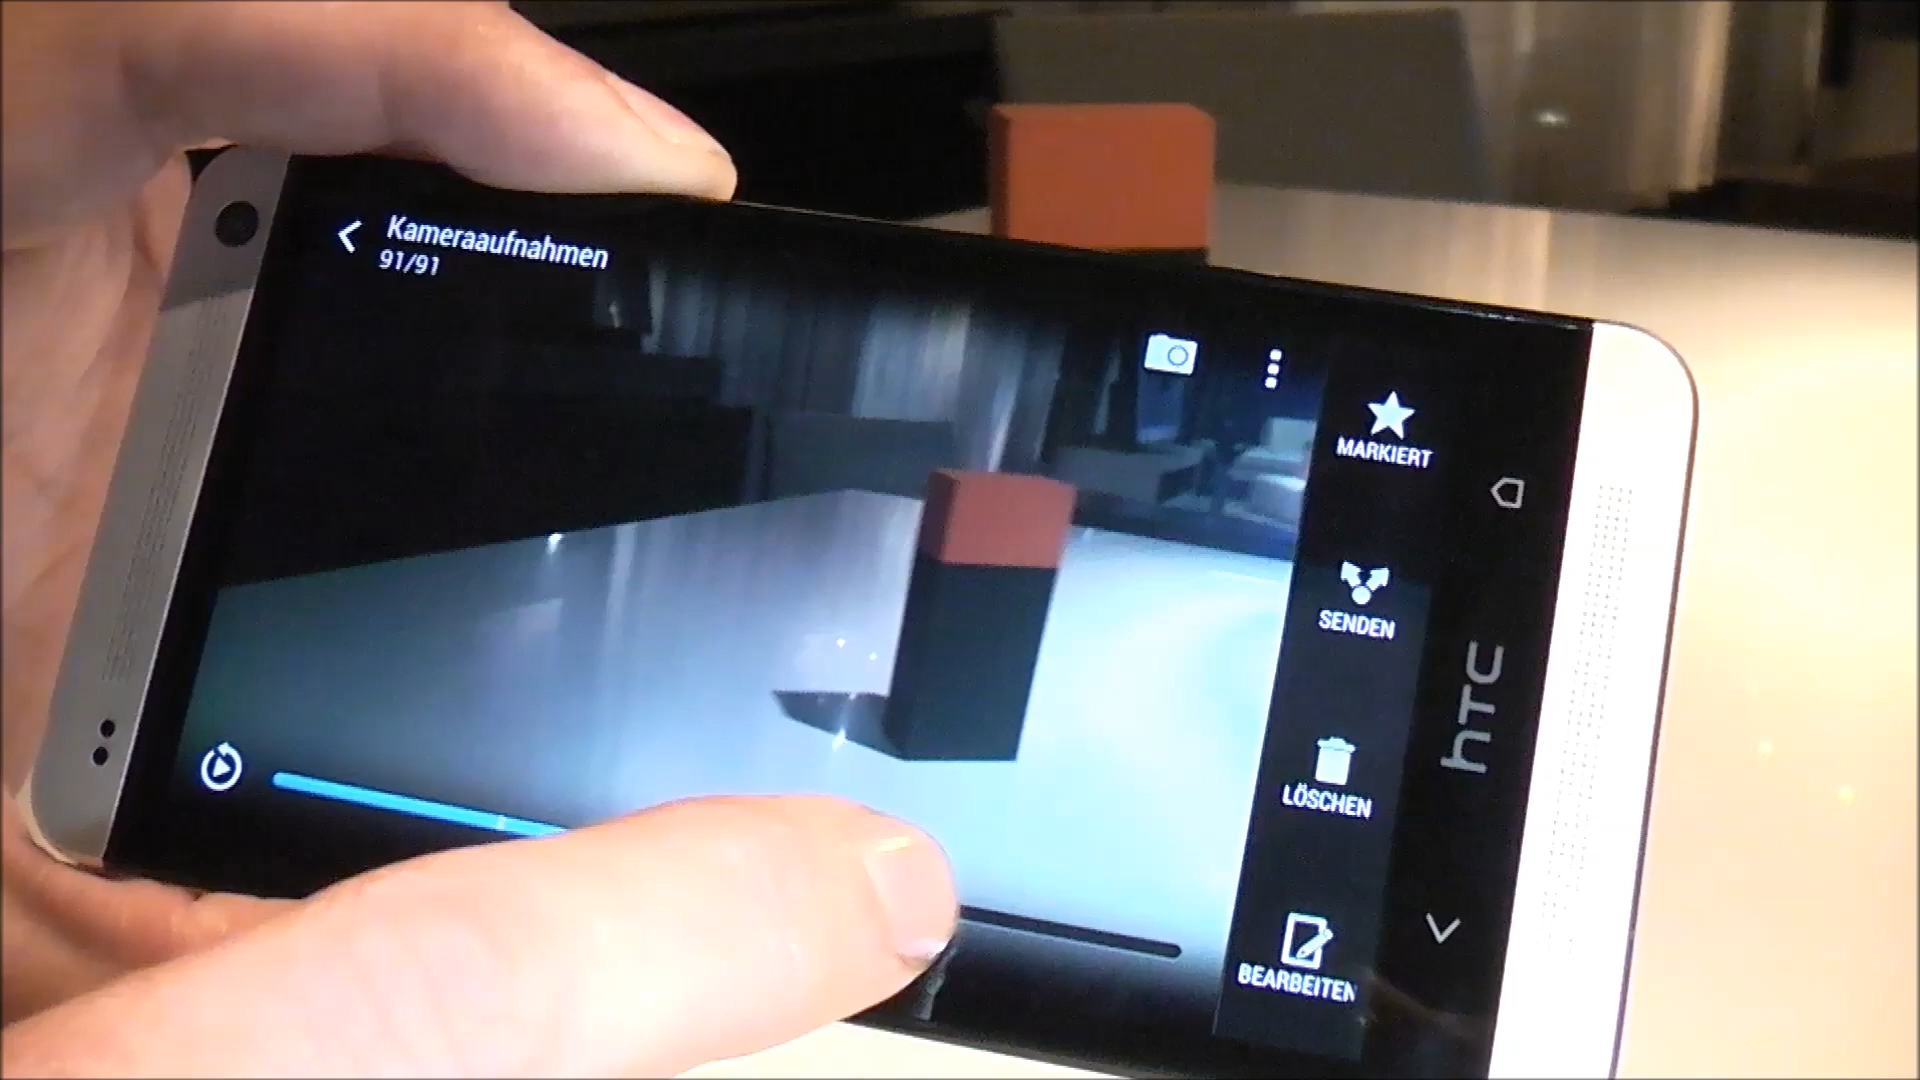 Kameraaufnahmen
91/91
MARKIERT
SENDEN
LÖSCHEN
BEARBEITEN
hTC